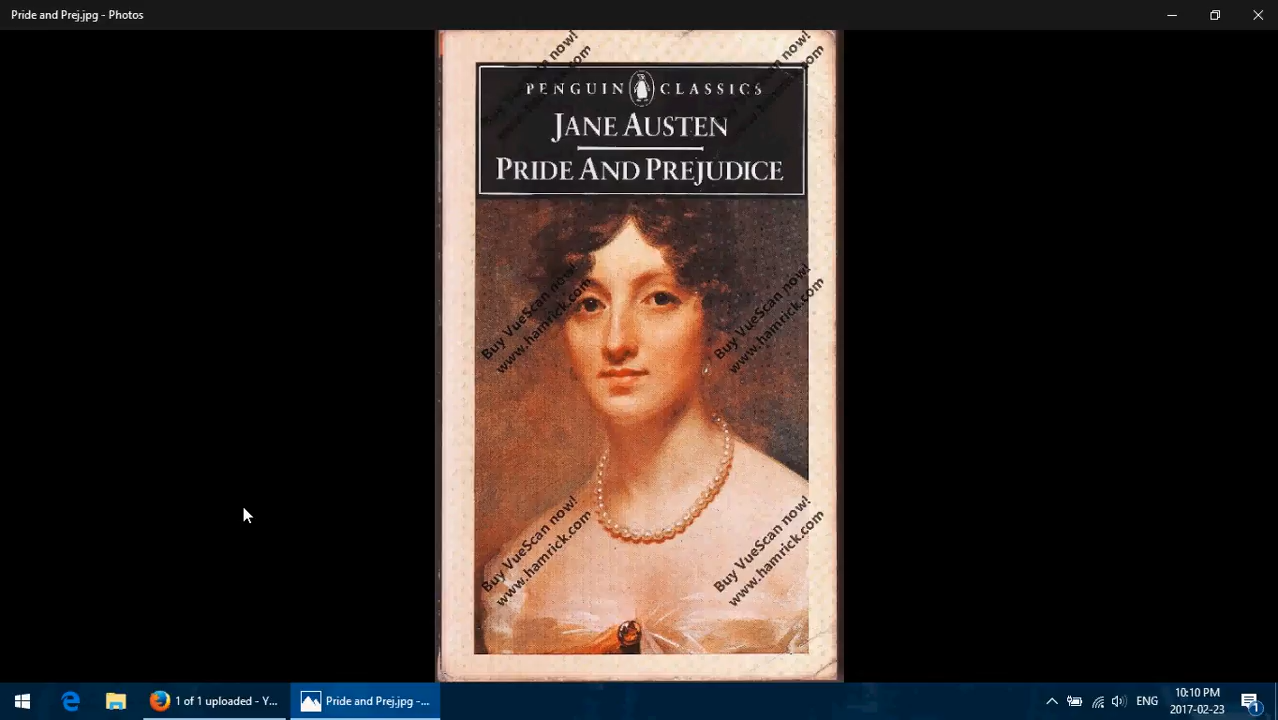 Pride and Prej.jpg - Photos
PENGUIN CLASSICS
JANE AUSTEN
PRIDE AND PREJUDICE
Buy VueScan now!
www.hamrick.com
Buy VueScan now!
www.hamrick.com
Buy VueScan now!
www.hamrick.com
Buy VueScan now!
www.hamrick.com
1 of 1 uploaded - Y...
Pride and Prej.jpg -...
ENG
10:10 PM
2017-02-23
1